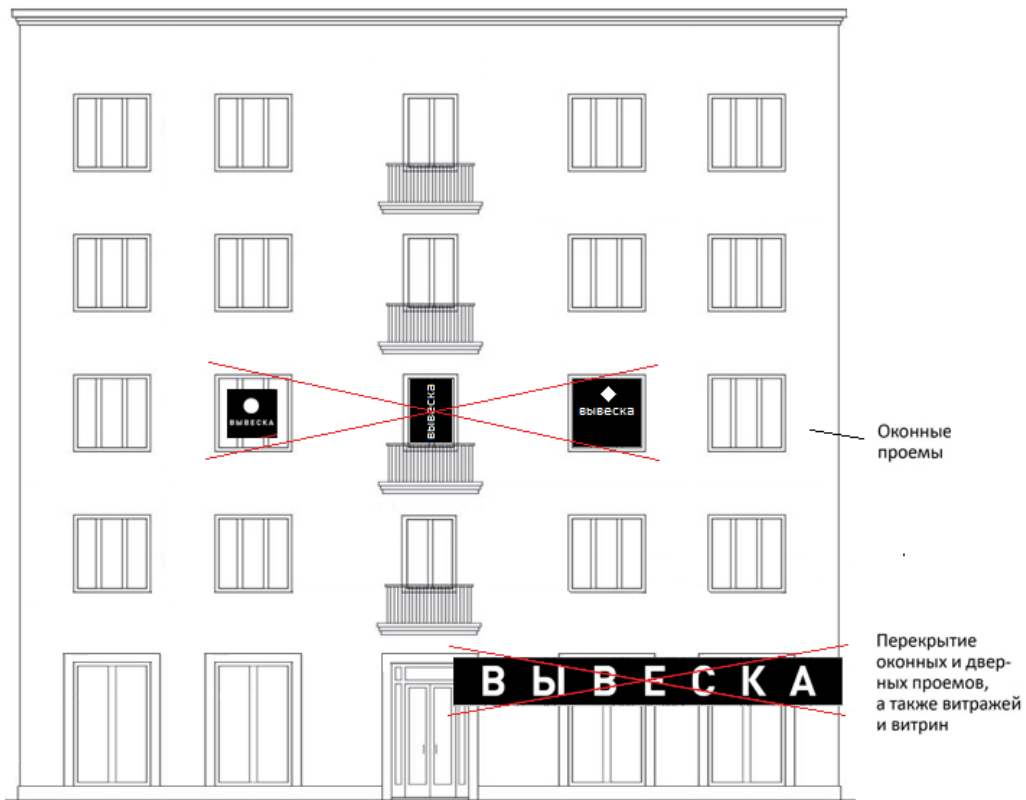 ВЫВЕСКА
вывеска
вывеска
Оконные
проемы
ВЫВЕСКА
Перекрытие
оконных и двер-
ных проемов,
а также витражей
и витрин